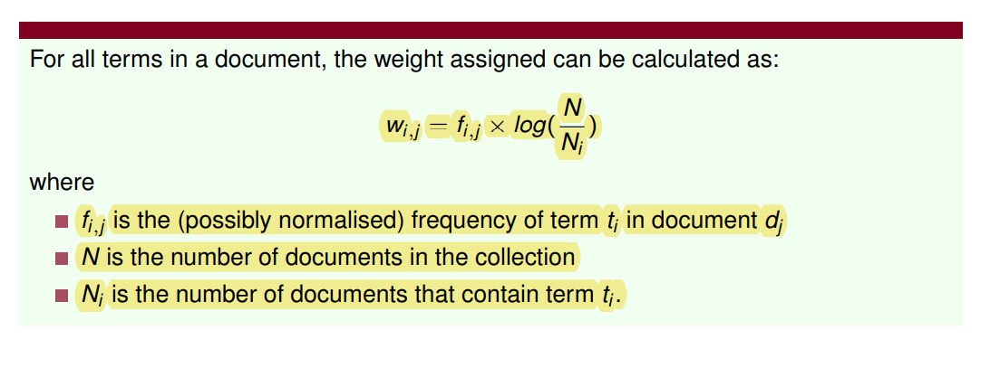 For all terms in a document, the weight assigned can be calculated as:
w_{i,j} = f_{i,j} × log(\frac{N}{N_i})
where
■ f_{i,j} is the (possibly normalised) frequency of term t_i in document d_j
■ N is the number of documents in the collection
■ N_i is the number of documents that contain term t_i.